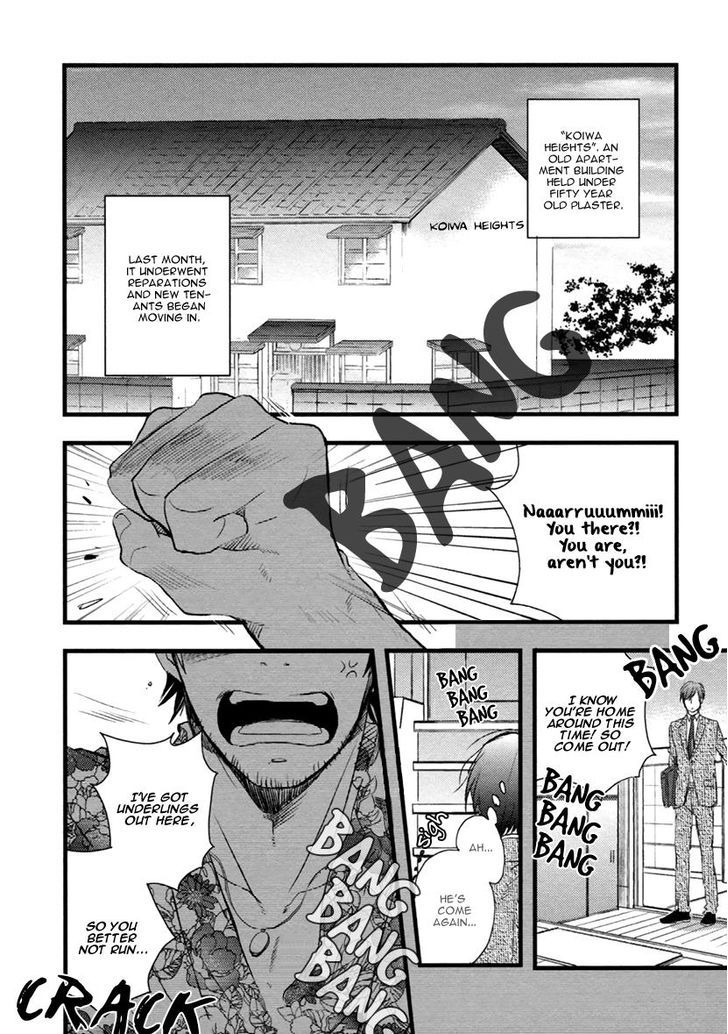 "KOIWA
HEIGHTS". AN
OLD APART-
MENT BUILDING
HELD UNDER
FIFTY YEAR
OLD PLASTER.
KOIWA HEIGHTS
LAST MONTH,
IT UNDERWENT
REPARATIONS
AND NEW TEN-
ANTS BEGAN
MOVING IN.
BANG
Naaarruuummiii!
You there?!
You are,
aren't you?!
BANG
I KNOW
YOU'RE HOME
AROUND THIS
TIME! SO
COME OUT!
BANG
BANG
BANG
BANG
BANG
BANG
sigh
AH...
HE'S
COME
AGAIN...
I'VE GOT
UNDERLINGS
OUT HERE,
BANG
BANG
BANG
SO YOU
BETTER
NOT RUN...
CRACK